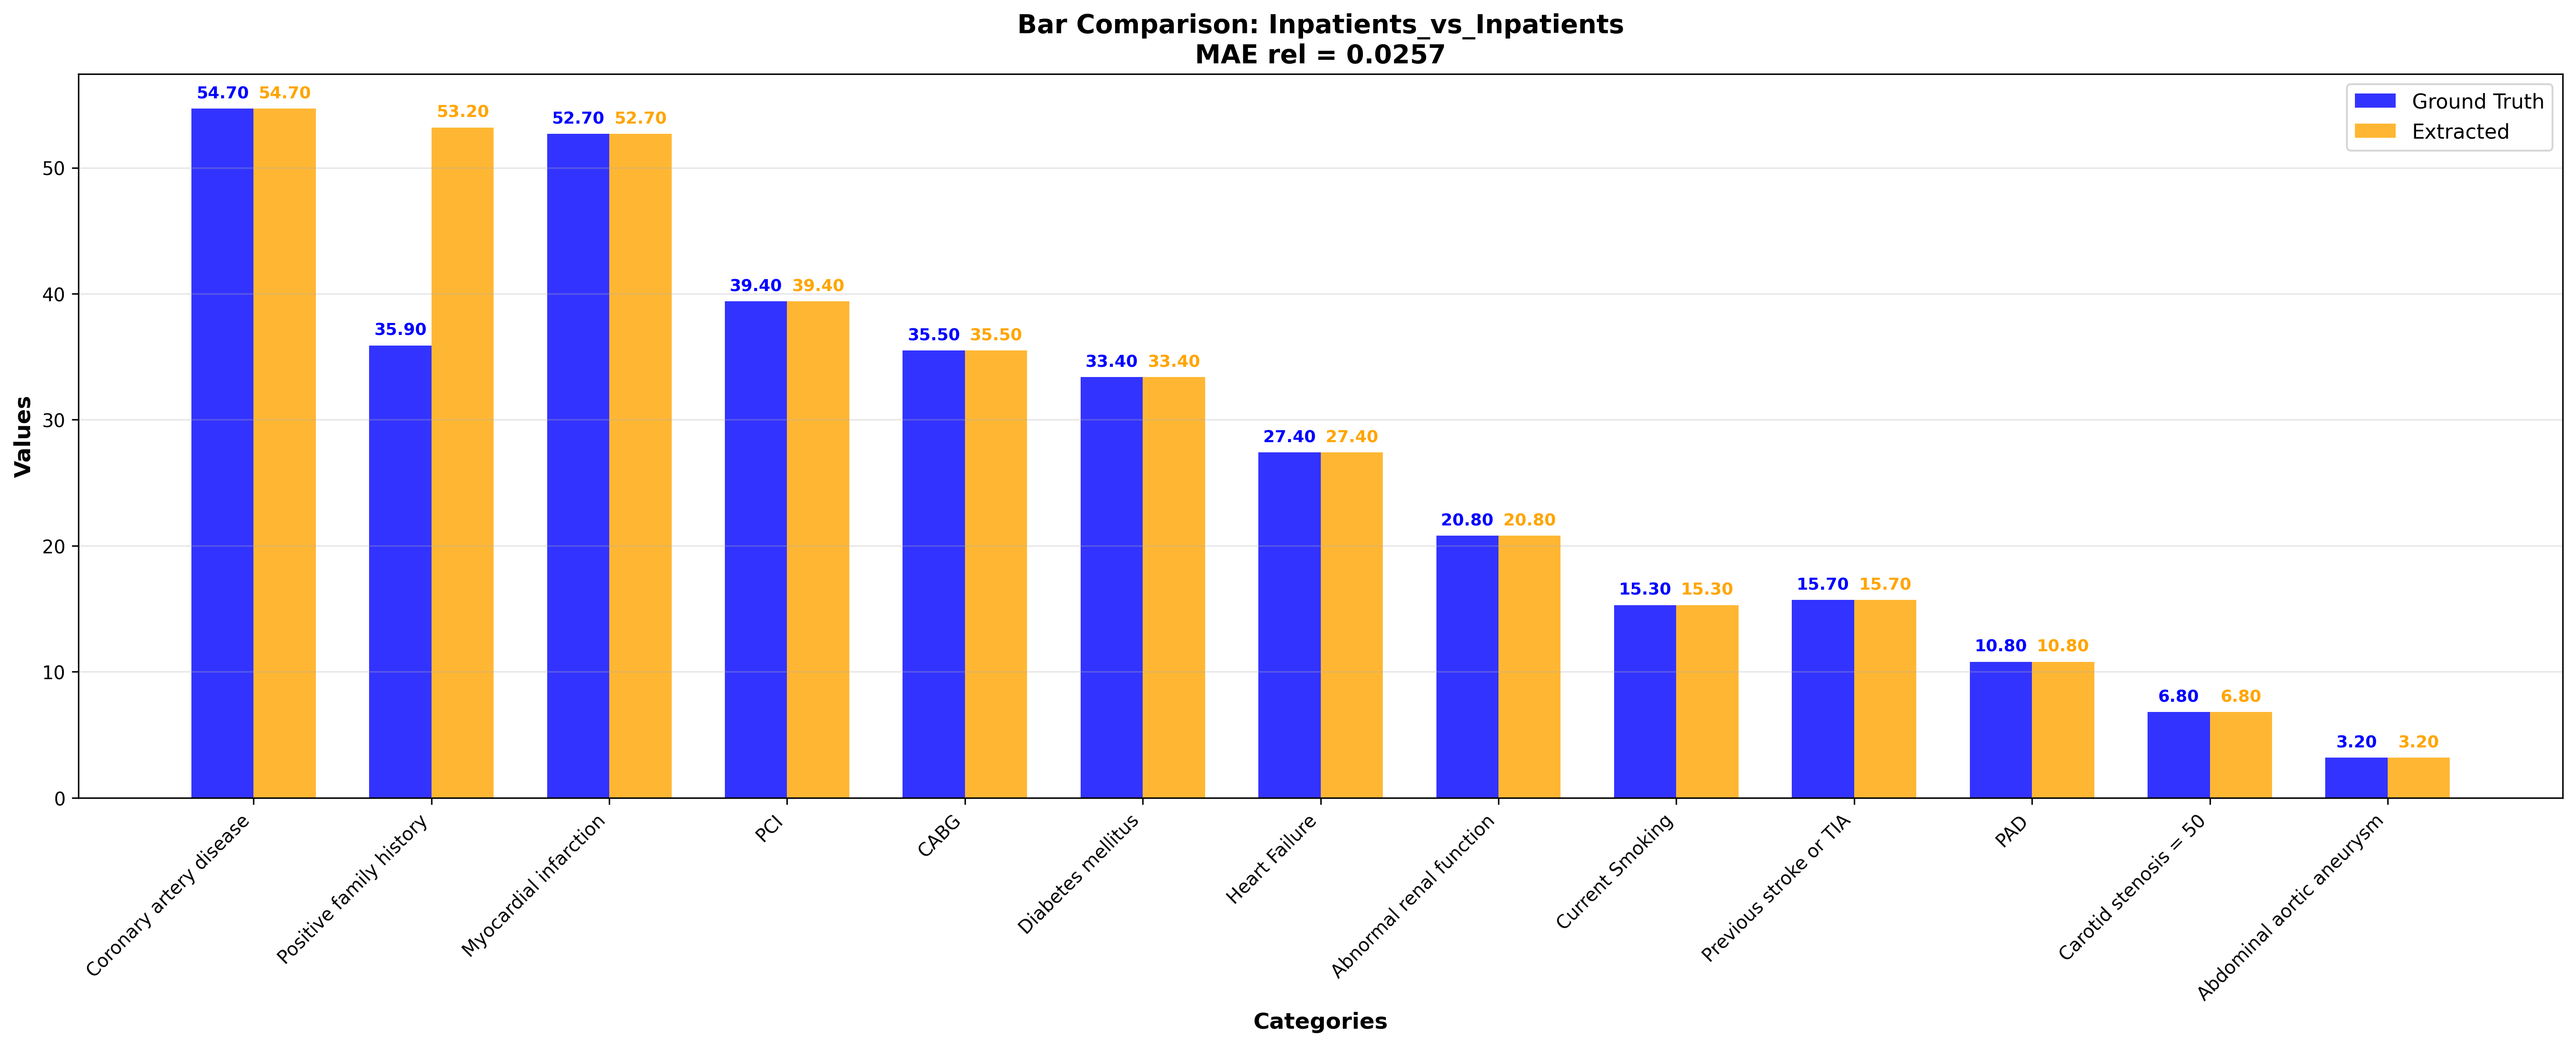 Bar Comparison: Inpatients_vs_Inpatients
MAE rel = 0.0257
Ground Truth
Extracted
Values
50
40
30
20
10
0
54.70 54.70
35.90 53.20
52.70 52.70
39.40 39.40
35.50 35.50
33.40 33.40
27.40 27.40
20.80 20.80
15.30 15.30
15.70 15.70
10.80 10.80
6.80 6.80
3.20 3.20
Coronary artery disease
Positive family history
Myocardial infarction
PCI
CABG
Diabetes mellitus
Heart Failure
Abnormal renal function
Current Smoking
Previous stroke or TIA
PAD
Carotid stenosis = 50
Abdominal aortic aneurysm
Categories